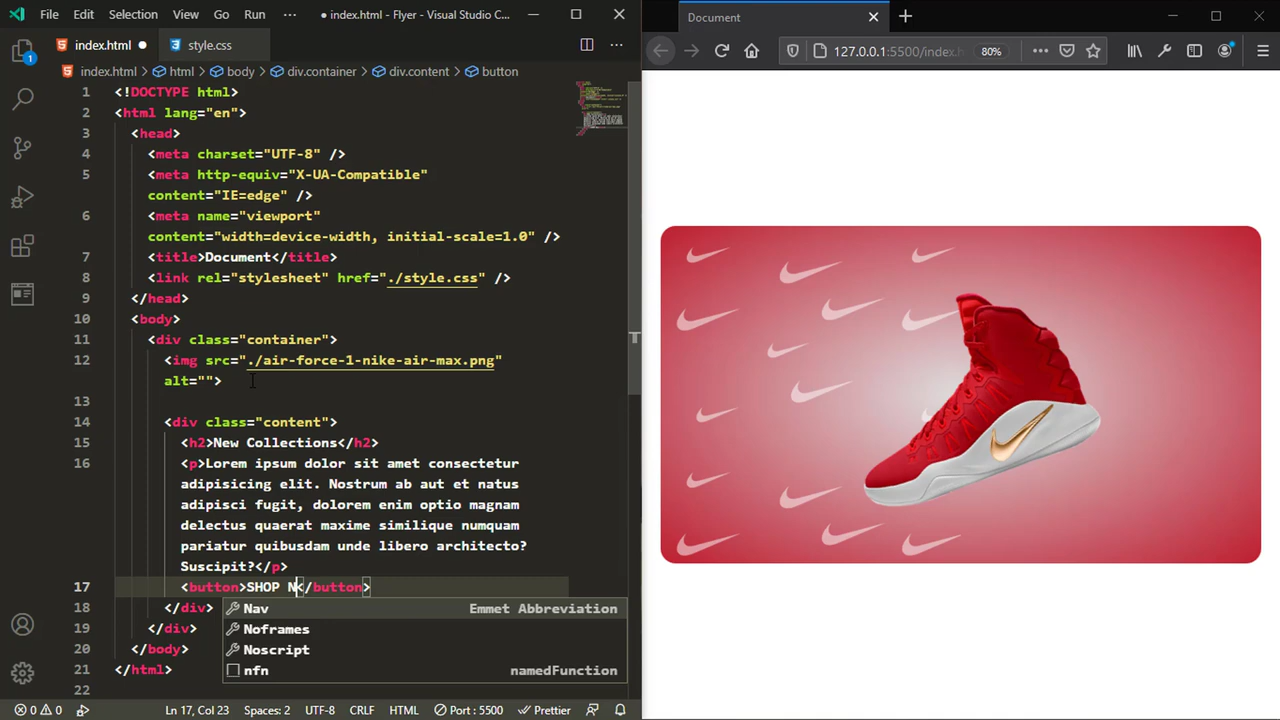 File Edit Selection View Go Run ··· ● index.html - Flyer - Visual Studio C...
index.html ● style.css
index.html > html > body > div.container > div.content > button
1 <!DOCTYPE html>
2 <html lang="en">
3 <head>
4 <meta charset="UTF-8" />
5 <meta http-equiv="X-UA-Compatible"
content="IE=edge" />
6 <meta name="viewport"
content="width=device-width, initial-scale=1.0" />
7 <title>Document</title>
8 <link rel="stylesheet" href="./style.css" />
9 </head>
10 <body>
11 <div class="container">
12 <img src="./air-force-1-nike-air-max.png"
alt="">
13
14 <div class="content">
15 <h2>New Collections</h2>
16 <p>Lorem ipsum dolor sit amet consectetur
adipisicing elit. Nostrum ab aut et natus
adipisci fugit, dolorem enim optio magnam
delectus quaerat maxime similique numquam
pariatur quibusdam unde libero architecto?
Suscipit?</p>
17 <button>SHOP N</button>
18 </div>
19 </div>
20 </body>
21 </html>
22
Nav Emmet Abbreviation
Noframes
Noscript
nfn namedFunction
1
0 0 Ln 17, Col 23 Spaces: 2 UTF-8 CRLF HTML Port : 5500 Prettier
Document
127.0.0.1:5500/index.h 80%